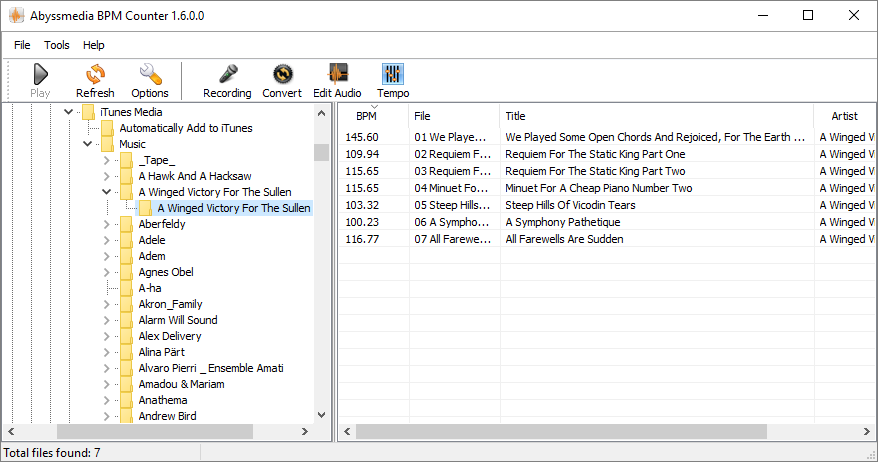 Abyssmedia BPM Counter 1.6.0.0
File Tools Help
Play Refresh Options Recording Convert Edit Audio Tempo
iTunes Media
Automatically Add to iTunes
Music
_Tape_
A Hawk And A Hacksaw
A Winged Victory For The Sullen
A Winged Victory For The Sullen
Aberfeldy
Adele
Adem
Agnes Obel
A-ha
Akron_Family
Alarm Will Sound
Alex Delivery
Alina Pärt
Alvaro Pierri _ Ensemble Amati
Amadou & Mariam
Anathema
Andrew Bird
BPM File Title Artist
145.60 01 We Playe... We Played Some Open Chords And Rejoiced, For The Earth ... A Winged Vi
109.94 02 Requiem F... Requiem For The Static King Part One A Winged Vi
115.65 03 Requiem F... Requiem For The Static King Part Two A Winged Vi
115.65 04 Minuet Fo... Minuet For A Cheap Piano Number Two A Winged Vi
103.32 05 Steep Hills... Steep Hills Of Vicodin Tears A Winged Vi
100.23 06 A Sympho... A Symphony Pathetique A Winged Vi
116.77 07 All Farewe... All Farewells Are Sudden A Winged Vi
Total files found: 7